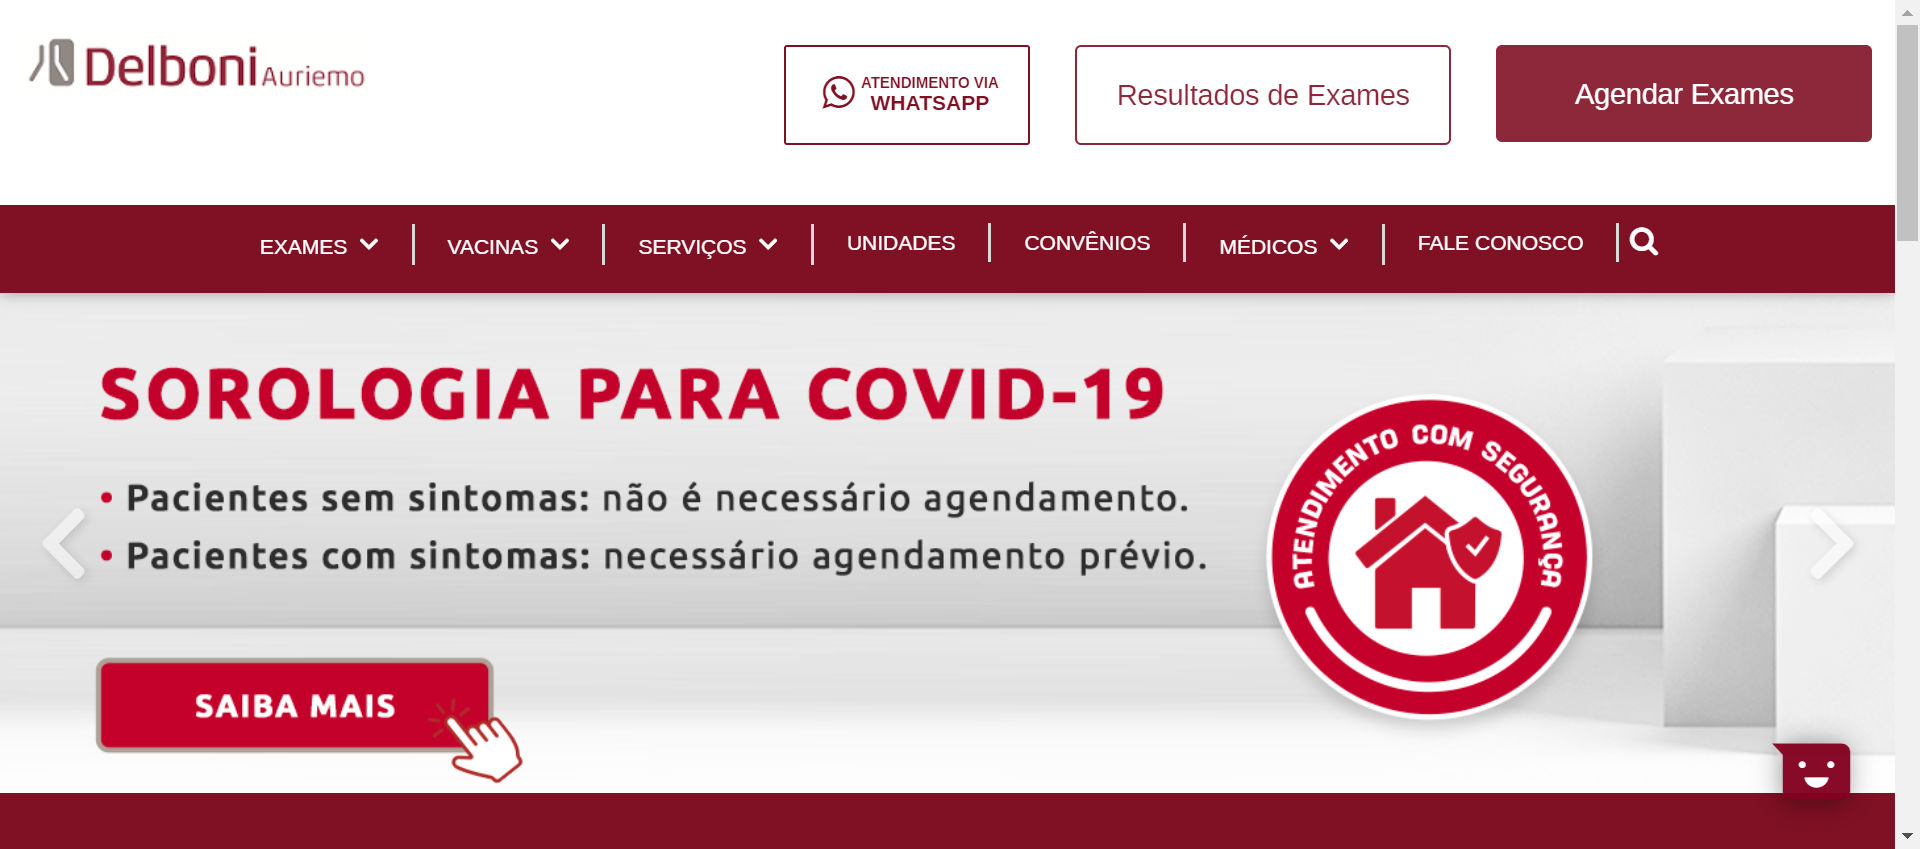 Delboni Auriemo
ATENDIMENTO VIA
WHATSAPP
Resultados de Exames
Agendar Exames
EXAMES
VACINAS
SERVIÇOS
UNIDADES
CONVÊNIOS
MÉDICOS
FALE CONOSCO
SOROLOGIA PARA COVID-19
• Pacientes sem sintomas: não é necessário agendamento.
• Pacientes com sintomas: necessário agendamento prévio.
ATENDIMENTO COM SEGURANÇA
SAIBA MAIS